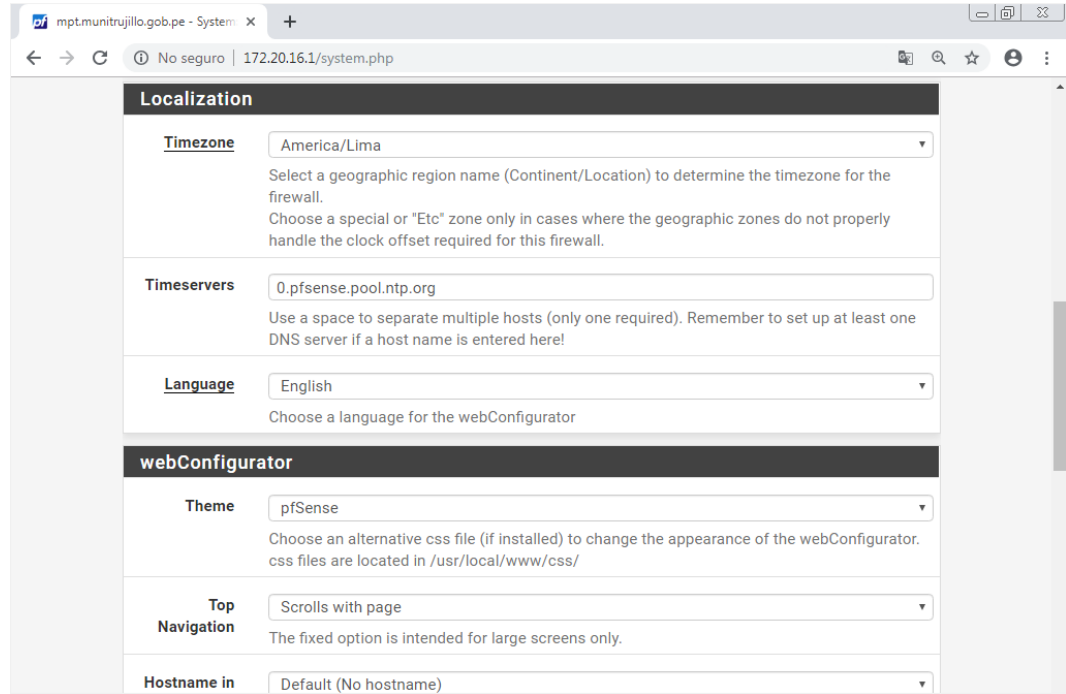 mpt.munitrujillo.gob.pe - System
No seguro | 172.20.16.1/system.php
Localization
Timezone
America/Lima
Select a geographic region name (Continent/Location) to determine the timezone for the
firewall.
Choose a special or "Etc" zone only in cases where the geographic zones do not properly
handle the clock offset required for this firewall.
Timeservers
0.pfsense.pool.ntp.org
Use a space to separate multiple hosts (only one required). Remember to set up at least one
DNS server if a host name is entered here!
Language
English
Choose a language for the webConfigurator
webConfigurator
Theme
pfSense
Choose an alternative css file (if installed) to change the appearance of the webConfigurator.
css files are located in /usr/local/www/css/
Top
Navigation
Scrolls with page
The fixed option is intended for large screens only.
Hostname in
Default (No hostname)